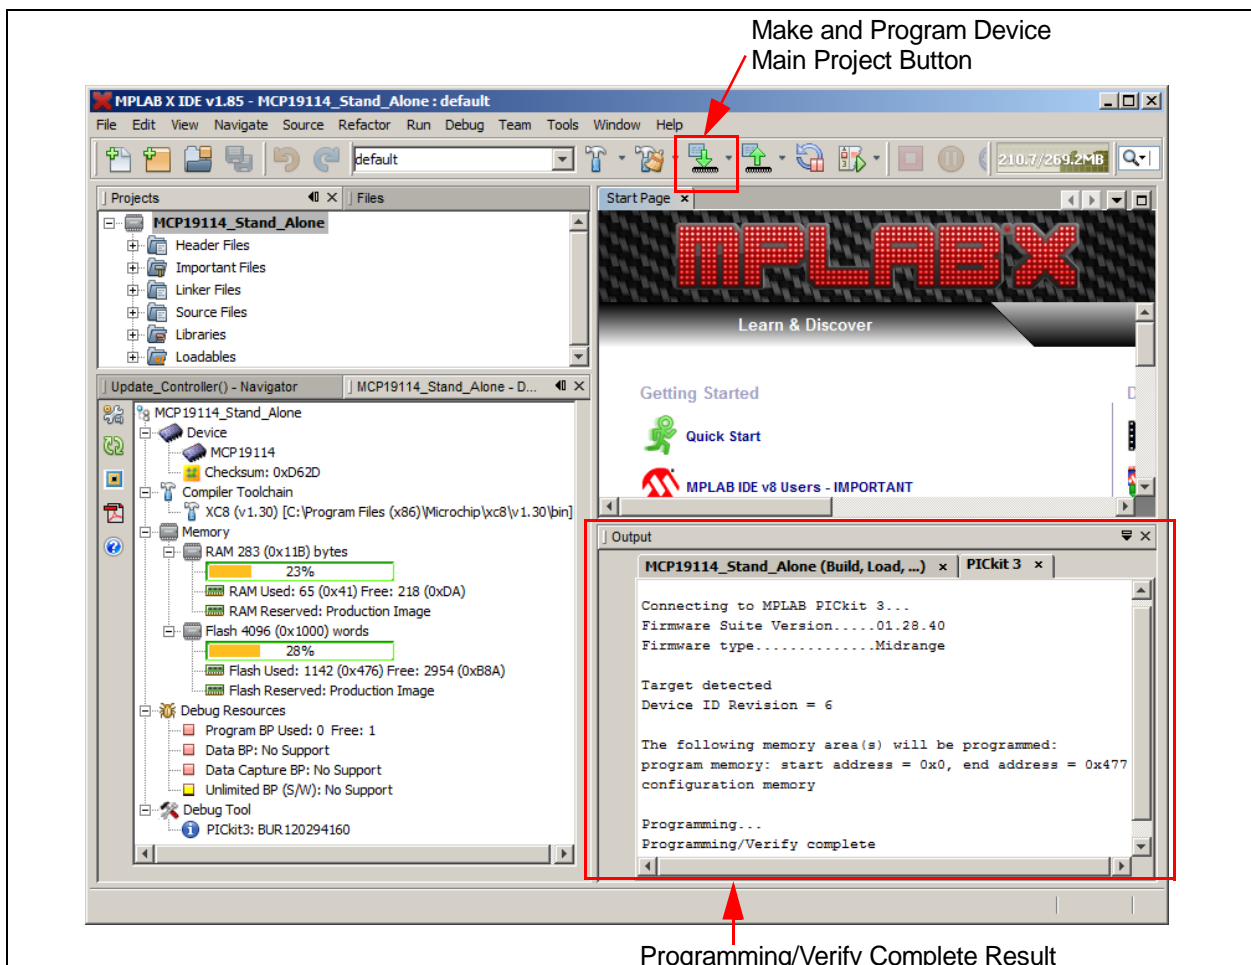 Make and Program Device
Main Project Button
MPLAB X IDE v1.85 - MCP19114_Stand_Alone : default
File Edit View Navigate Source Refactor Run Debug Team Tools Window Help
default
210.7/269.2MB
Projects
Files
MCP19114_Stand_Alone
Header Files
Important Files
Linker Files
Source Files
Libraries
Loadables
Start Page
MPLAB X
Learn & Discover
Getting Started
D
Quick Start
MPLAB IDE v8 Users - IMPORTANT
Update_Controller() - Navigator
MCP19114_Stand_Alone - D...
MCP19114_Stand_Alone
Device
MCP19114
Checksum: 0xD62D
Compiler Toolchain
XC8 (v1.30) [C:\Program Files (x86)\Microchip\xc8\v1.30\bin]
Memory
RAM 283 (0x11B) bytes
23%
RAM Used: 65 (0x41) Free: 218 (0xDA)
RAM Reserved: Production Image
Flash 4096 (0x1000) words
28%
Flash Used: 1142 (0x476) Free: 2954 (0xB8A)
Flash Reserved: Production Image
Debug Resources
Program BP Used: 0 Free: 1
Data BP: No Support
Data Capture BP: No Support
Unlimited BP (S/W): No Support
Debug Tool
PICkit3: BUR120294160
Output
MCP19114_Stand_Alone (Build, Load, ...)
PICkit 3
Connecting to MPLAB PICkit 3...
Firmware Suite Version.....01.28.40
Firmware type..............Midrange
Target detected
Device ID Revision = 6
The following memory area(s) will be programmed:
program memory: start address = 0x0, end address = 0x477
configuration memory
Programming...
Programming/Verify complete
Programming/Verify Complete Result